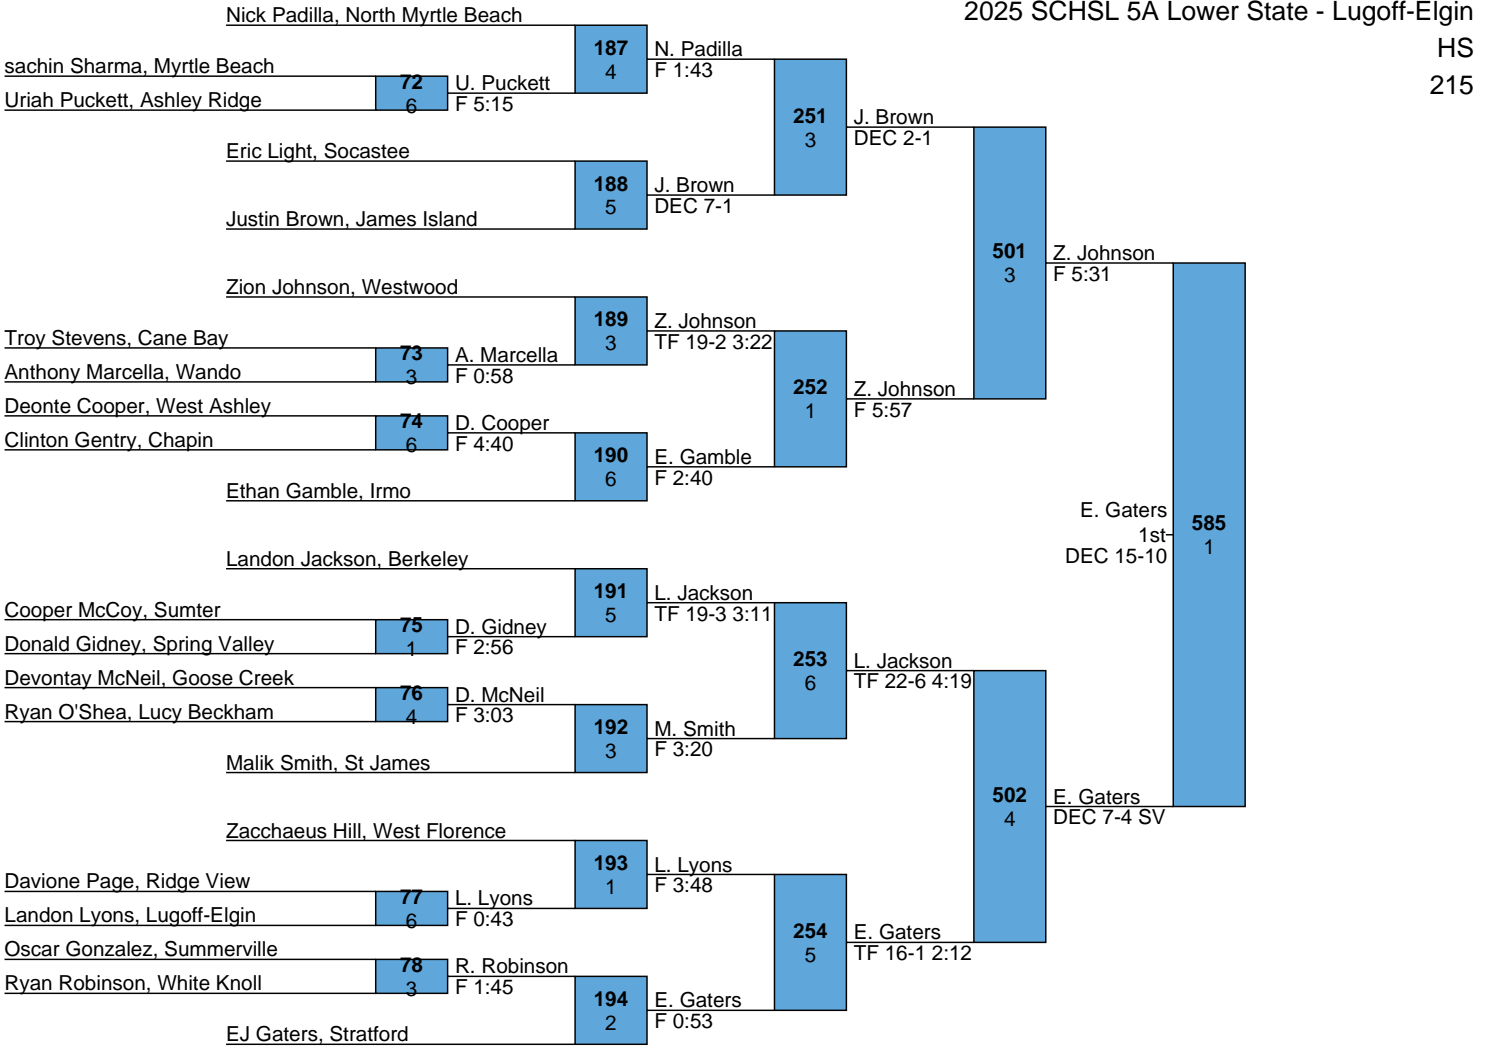 2025 SCHSL 5A Lower State - Lugoff-Elgin
HS
215
Nick Padilla, North Myrtle Beach
sachin Sharma, Myrtle Beach
Uriah Puckett, Ashley Ridge
72
6
U. Puckett
F 5:15
187
4
N. Padilla
F 1:43
Eric Light, Socastee
Justin Brown, James Island
188
5
J. Brown
DEC 7-1
251
3
J. Brown
DEC 2-1
Zion Johnson, Westwood
Troy Stevens, Cane Bay
Anthony Marcella, Wando
73
3
A. Marcella
F 0:58
189
3
Z. Johnson
TF 19-2 3:22
Deonte Cooper, West Ashley
Clinton Gentry, Chapin
74
6
D. Cooper
F 4:40
Ethan Gamble, Irmo
190
6
E. Gamble
F 2:40
252
1
Z. Johnson
F 5:57
501
3
Z. Johnson
F 5:31
Landon Jackson, Berkeley
Cooper McCoy, Sumter
Donald Gidney, Spring Valley
75
1
D. Gidney
F 2:56
191
5
L. Jackson
TF 19-3 3:11
Devontay McNeil, Goose Creek
Ryan O'Shea, Lucy Beckham
76
4
D. McNeil
F 3:03
Malik Smith, St James
192
3
M. Smith
F 3:20
253
6
L. Jackson
TF 22-6 4:19
Zacchaeus Hill, West Florence
Davione Page, Ridge View
Landon Lyons, Lugoff-Elgin
77
6
L. Lyons
F 0:43
193
1
L. Lyons
F 3:48
Oscar Gonzalez, Summerville
Ryan Robinson, White Knoll
78
3
R. Robinson
F 1:45
EJ Gaters, Stratford
194
2
E. Gaters
F 0:53
254
5
E. Gaters
TF 16-1 2:12
502
4
E. Gaters
DEC 7-4 SV
E. Gaters
1st
DEC 15-10
585
1